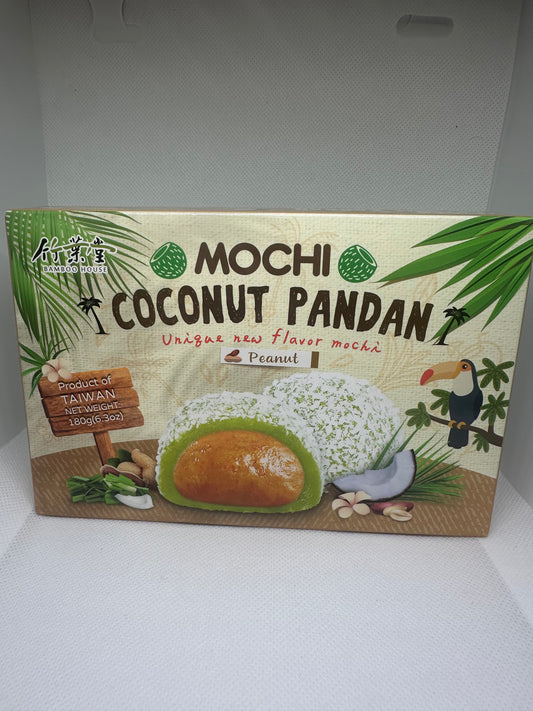 竹葉堂
BAMBOO HOUSE
MOCHI
COCONUT PANDAN
Unique new flavor mochi
Peanut
Product of
TAIWAN
NET WEIGHT:
180g(6.3oz)